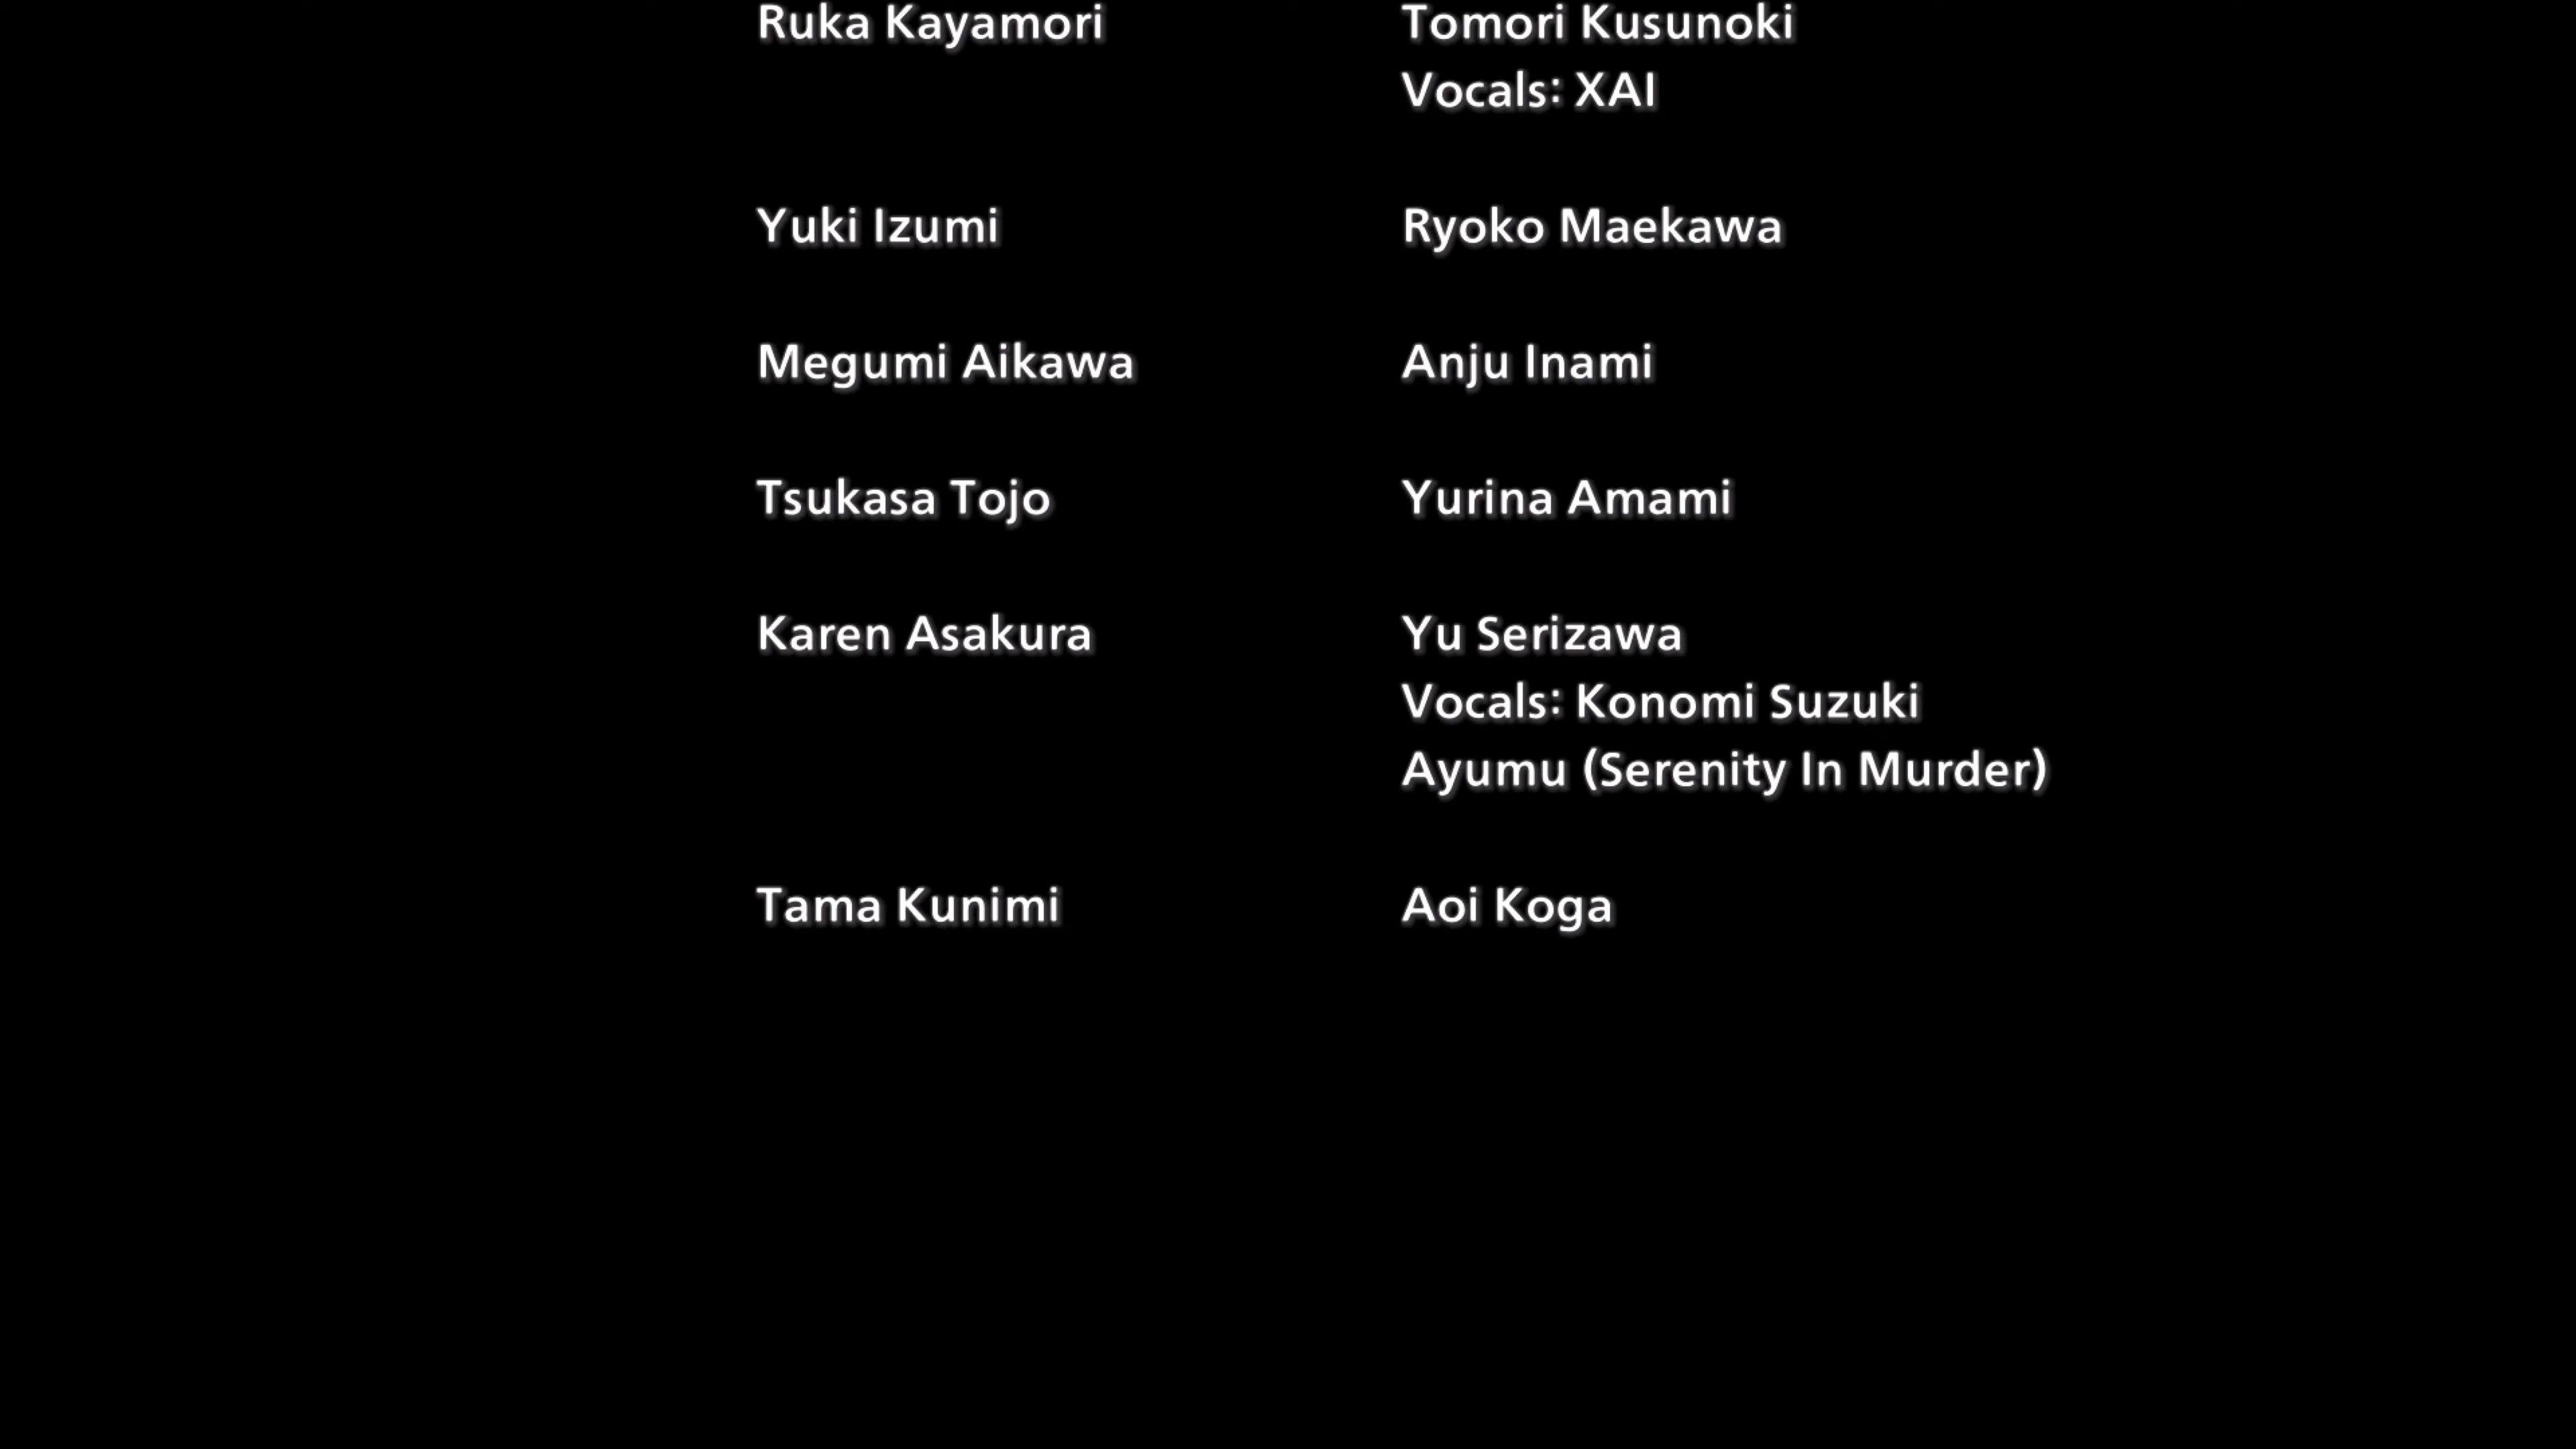 Ruka Kayamori Tomori Kusunoki
Vocals: XAI
Yuki Izumi Ryoko Maekawa
Megumi Aikawa Anju Inami
Tsukasa Tojo Yurina Amami
Karen Asakura Yu Serizawa
Vocals: Konomi Suzuki
Ayumu (Serenity In Murder)
Tama Kunimi Aoi Koga